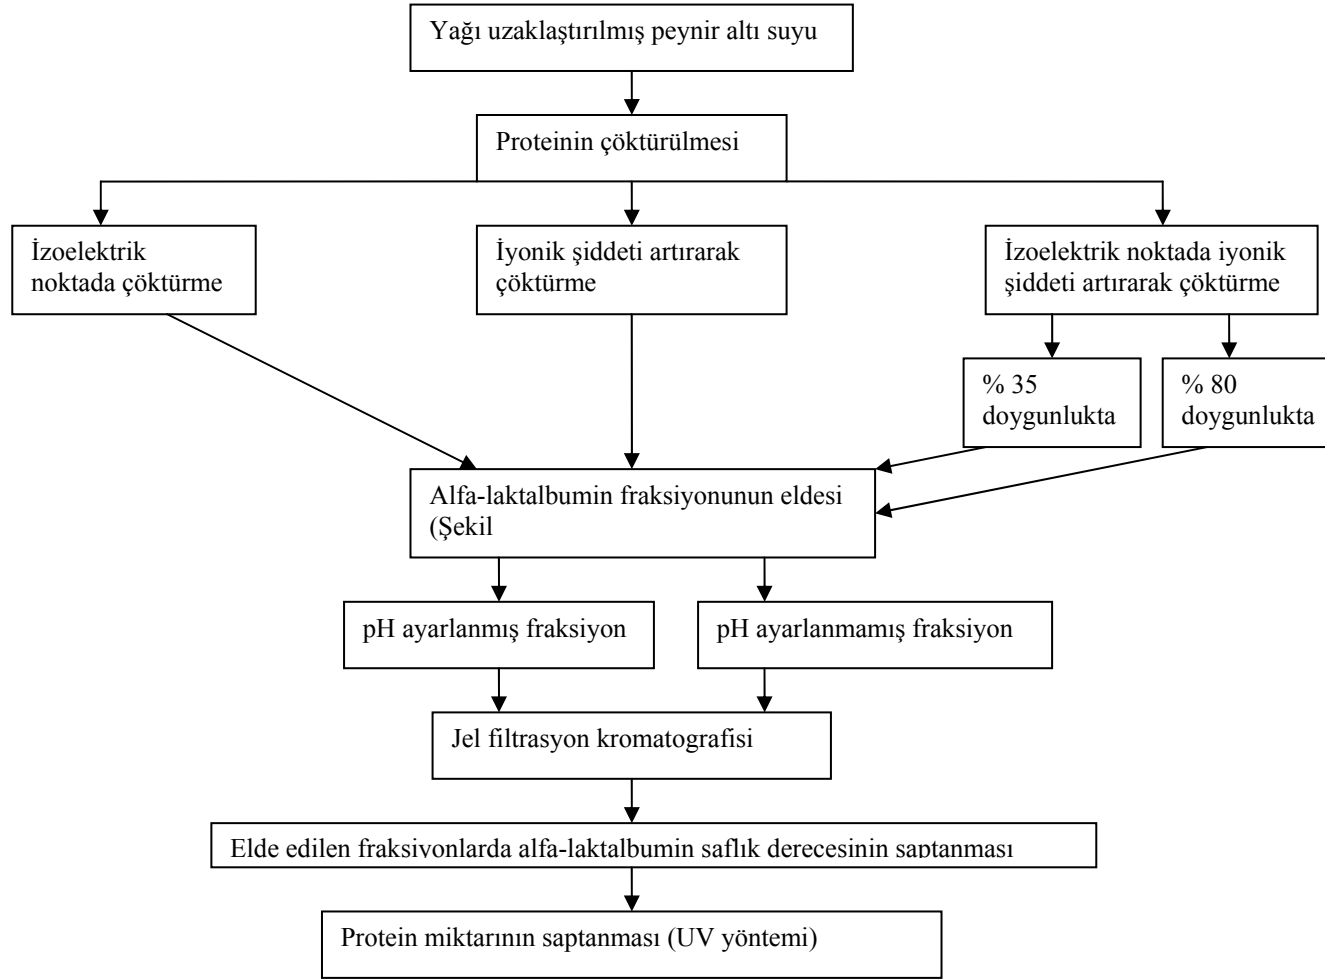 Yağı uzaklaştırılmış peynir altı suyu
Proteinin çöktürülmesi
İzoelektrik
noktada çöktürme
İyonik şiddeti artırarak
çöktürme
İzoelektrik noktada iyonik
şiddeti artırarak çöktürme
% 35
doygunlukta
% 80
doygunlukta
Alfa-laktalbumin fraksiyonunun eldesi
(Şekil
pH ayarlanmış fraksiyon
pH ayarlanmamış fraksiyon
Jel filtrasyon kromatografisi
Elde edilen fraksiyonlarda alfa-laktalbumin saflık derecesinin saptanması
Protein miktarının saptanması (UV yöntemi)